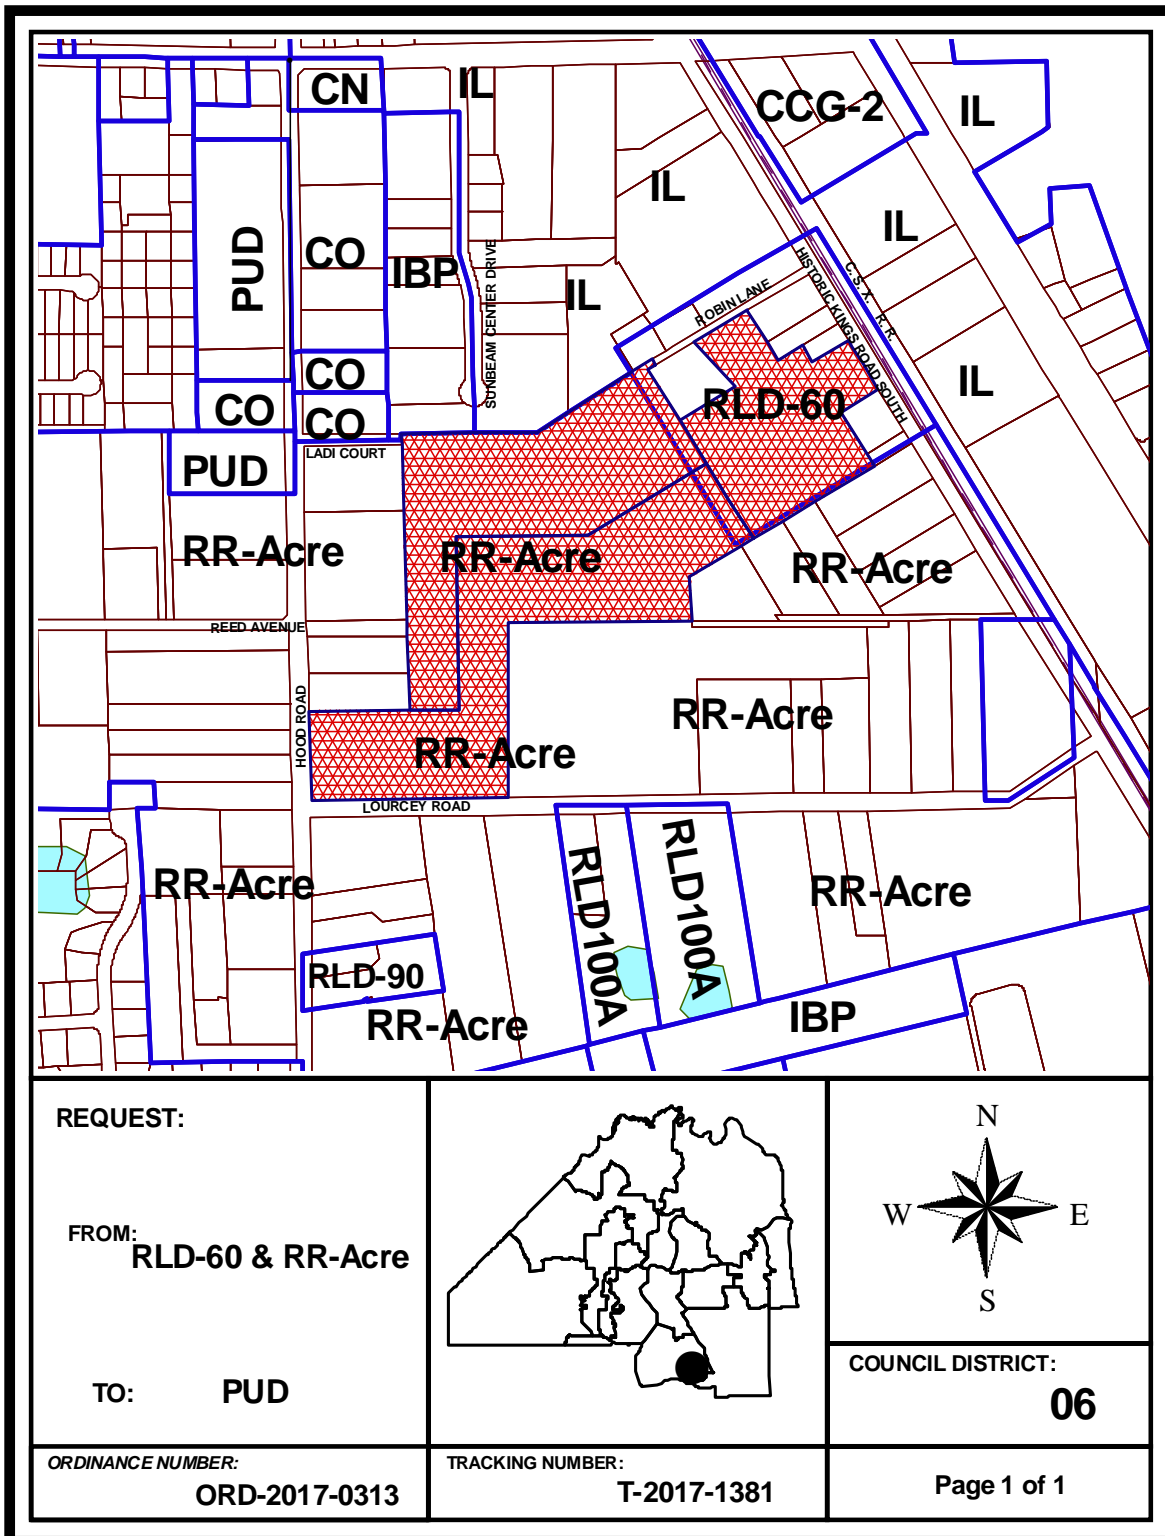 CN
IL
CCG-2
IL
IL
PUD
CO
IBP
SUNBEAM CENTER DRIVE
IL
IL
ROBIN LANE
HISTORIC KINGS ROAD SOUTH
C. S. X. R. R.
CO
CO
CO
RLD-60
IL
LADI COURT
PUD
RR-Acre
RR-Acre
RR-Acre
REED AVENUE
HOOD ROAD
RR-Acre
RR-Acre
LOURCEY ROAD
RR-Acre
RLD100A
RLD100A
RR-Acre
RLD-90
RR-Acre
IBP
REQUEST:
FROM:
RLD-60 & RR-Acre
TO: PUD
N
W E
S
COUNCIL DISTRICT:
06
ORDINANCE NUMBER:
ORD-2017-0313
TRACKING NUMBER:
T-2017-1381
Page 1 of 1